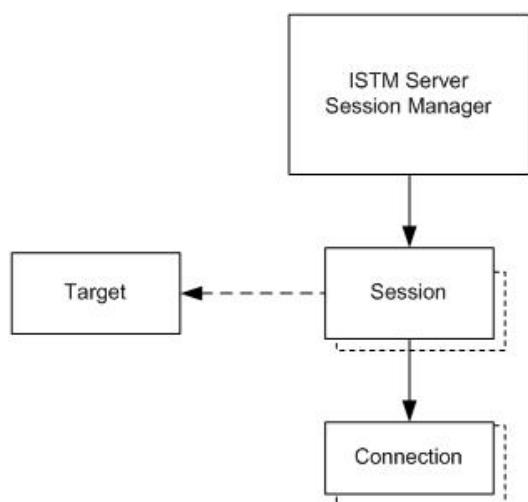 ISTM Server
Session Manager
Target
Session
Connection